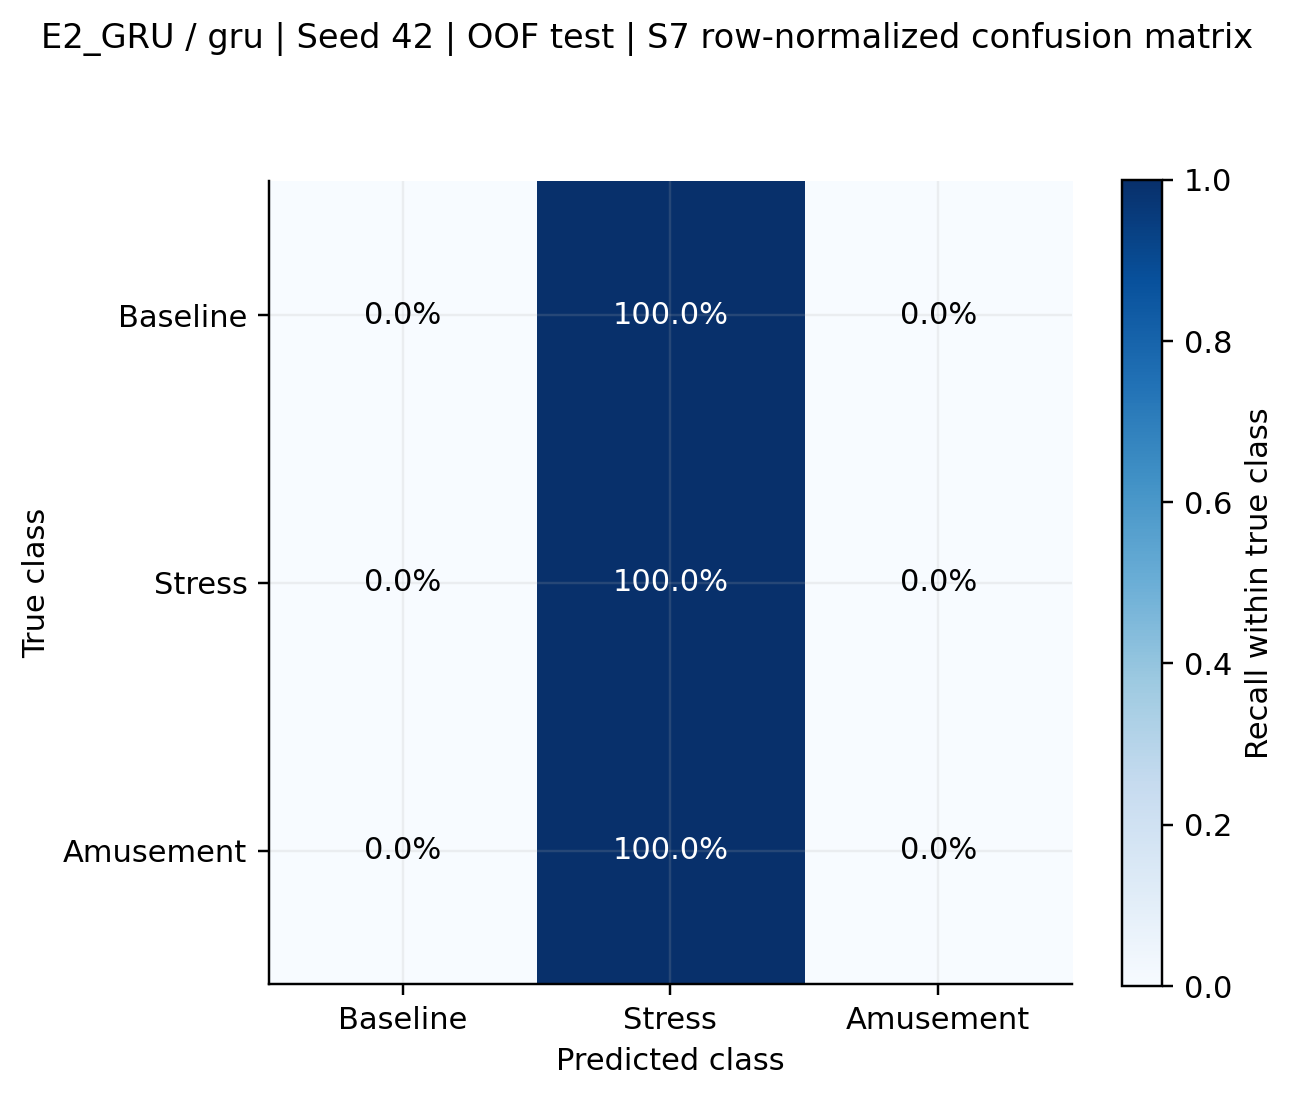 E2_GRU / gru | Seed 42 | OOF test | S7 row-normalized confusion matrix
1.0
Baseline 0.0% 100.0% 0.0%
0.8
0.6
Stress 0.0% 100.0% 0.0%
0.4
0.2
Amusement 0.0% 100.0% 0.0%
0.0
True class
Recall within true class
Baseline Stress Amusement
Predicted class